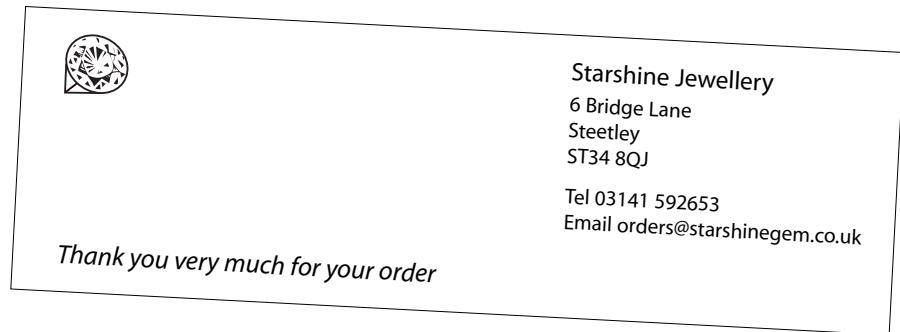 Starshine Jewellery
6 Bridge Lane
Steetley
ST34 8QJ
Tel 03141 592653
Email orders@starshinegem.co.uk
Thank you very much for your order